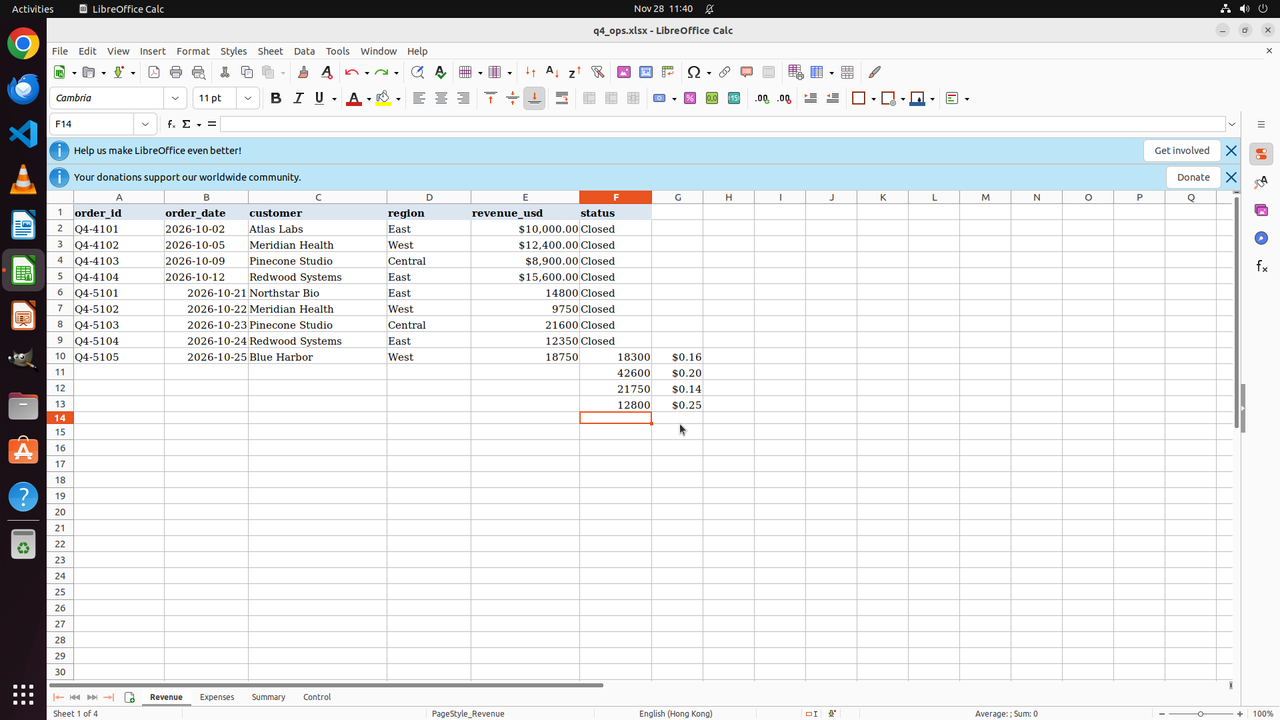 Activities
LibreOffice Calc
Nov 28 11:40
q4_ops.xlsx - LibreOffice Calc
File Edit View Insert Format Styles Sheet Data Tools Window Help
Cambria 11 pt
F14
Help us make LibreOffice even better! Get involved
Your donations support our worldwide community. Donate
A B C D E F G H I J K L M N O P Q
1 order_id order_date customer region revenue_usd status
2 Q4-4101 2026-10-02 Atlas Labs East $10,000.00 Closed
3 Q4-4102 2026-10-05 Meridian Health West $12,400.00 Closed
4 Q4-4103 2026-10-09 Pinecone Studio Central $8,900.00 Closed
5 Q4-4104 2026-10-12 Redwood Systems East $15,600.00 Closed
6 Q4-5101 2026-10-21 Northstar Bio East 14800 Closed
7 Q4-5102 2026-10-22 Meridian Health West 9750 Closed
8 Q4-5103 2026-10-23 Pinecone Studio Central 21600 Closed
9 Q4-5104 2026-10-24 Redwood Systems East 12350 Closed
10 Q4-5105 2026-10-25 Blue Harbor West 18750 18300 $0.16
11 42600 $0.20
12 21750 $0.14
13 12800 $0.25
14
15
16
17
18
19
20
21
22
23
24
25
26
27
28
29
30
Revenue Expenses Summary Control
Sheet 1 of 4 PageStyle_Revenue English (Hong Kong) Average: ; Sum: 0 100%